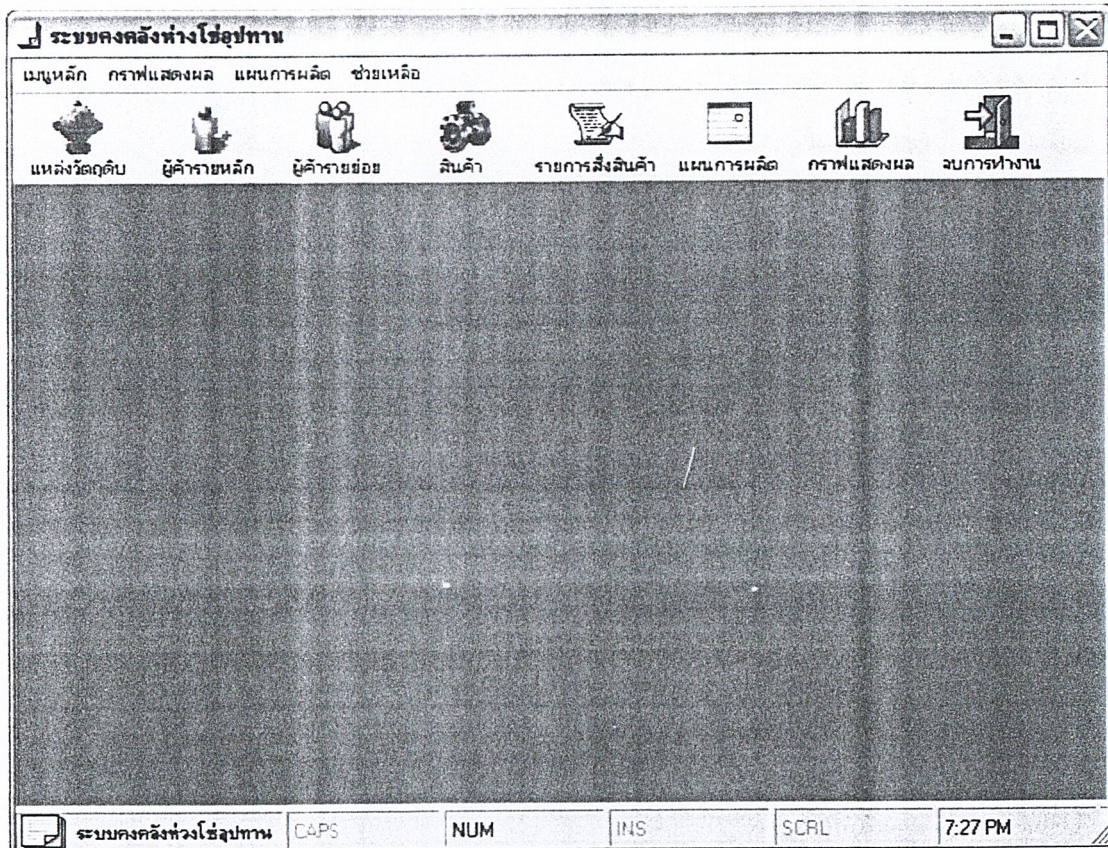 ระบบคงคลังห่างโซ่อุปทาน
เมนูหลัก กราฟแสดงผล แผนการผลิต ช่วยเหลือ
แหล่งวัตถุดิบ ผู้ค้ารายหลัก ผู้ค้ารายย่อย สินค้า รายการสั่งสินค้า แผนการผลิต กราฟแสดงผล จบการทำงาน
ระบบคงคลังห่วงโซ่อุปทาน CAPS NUM INS SCRL 7:27 PM